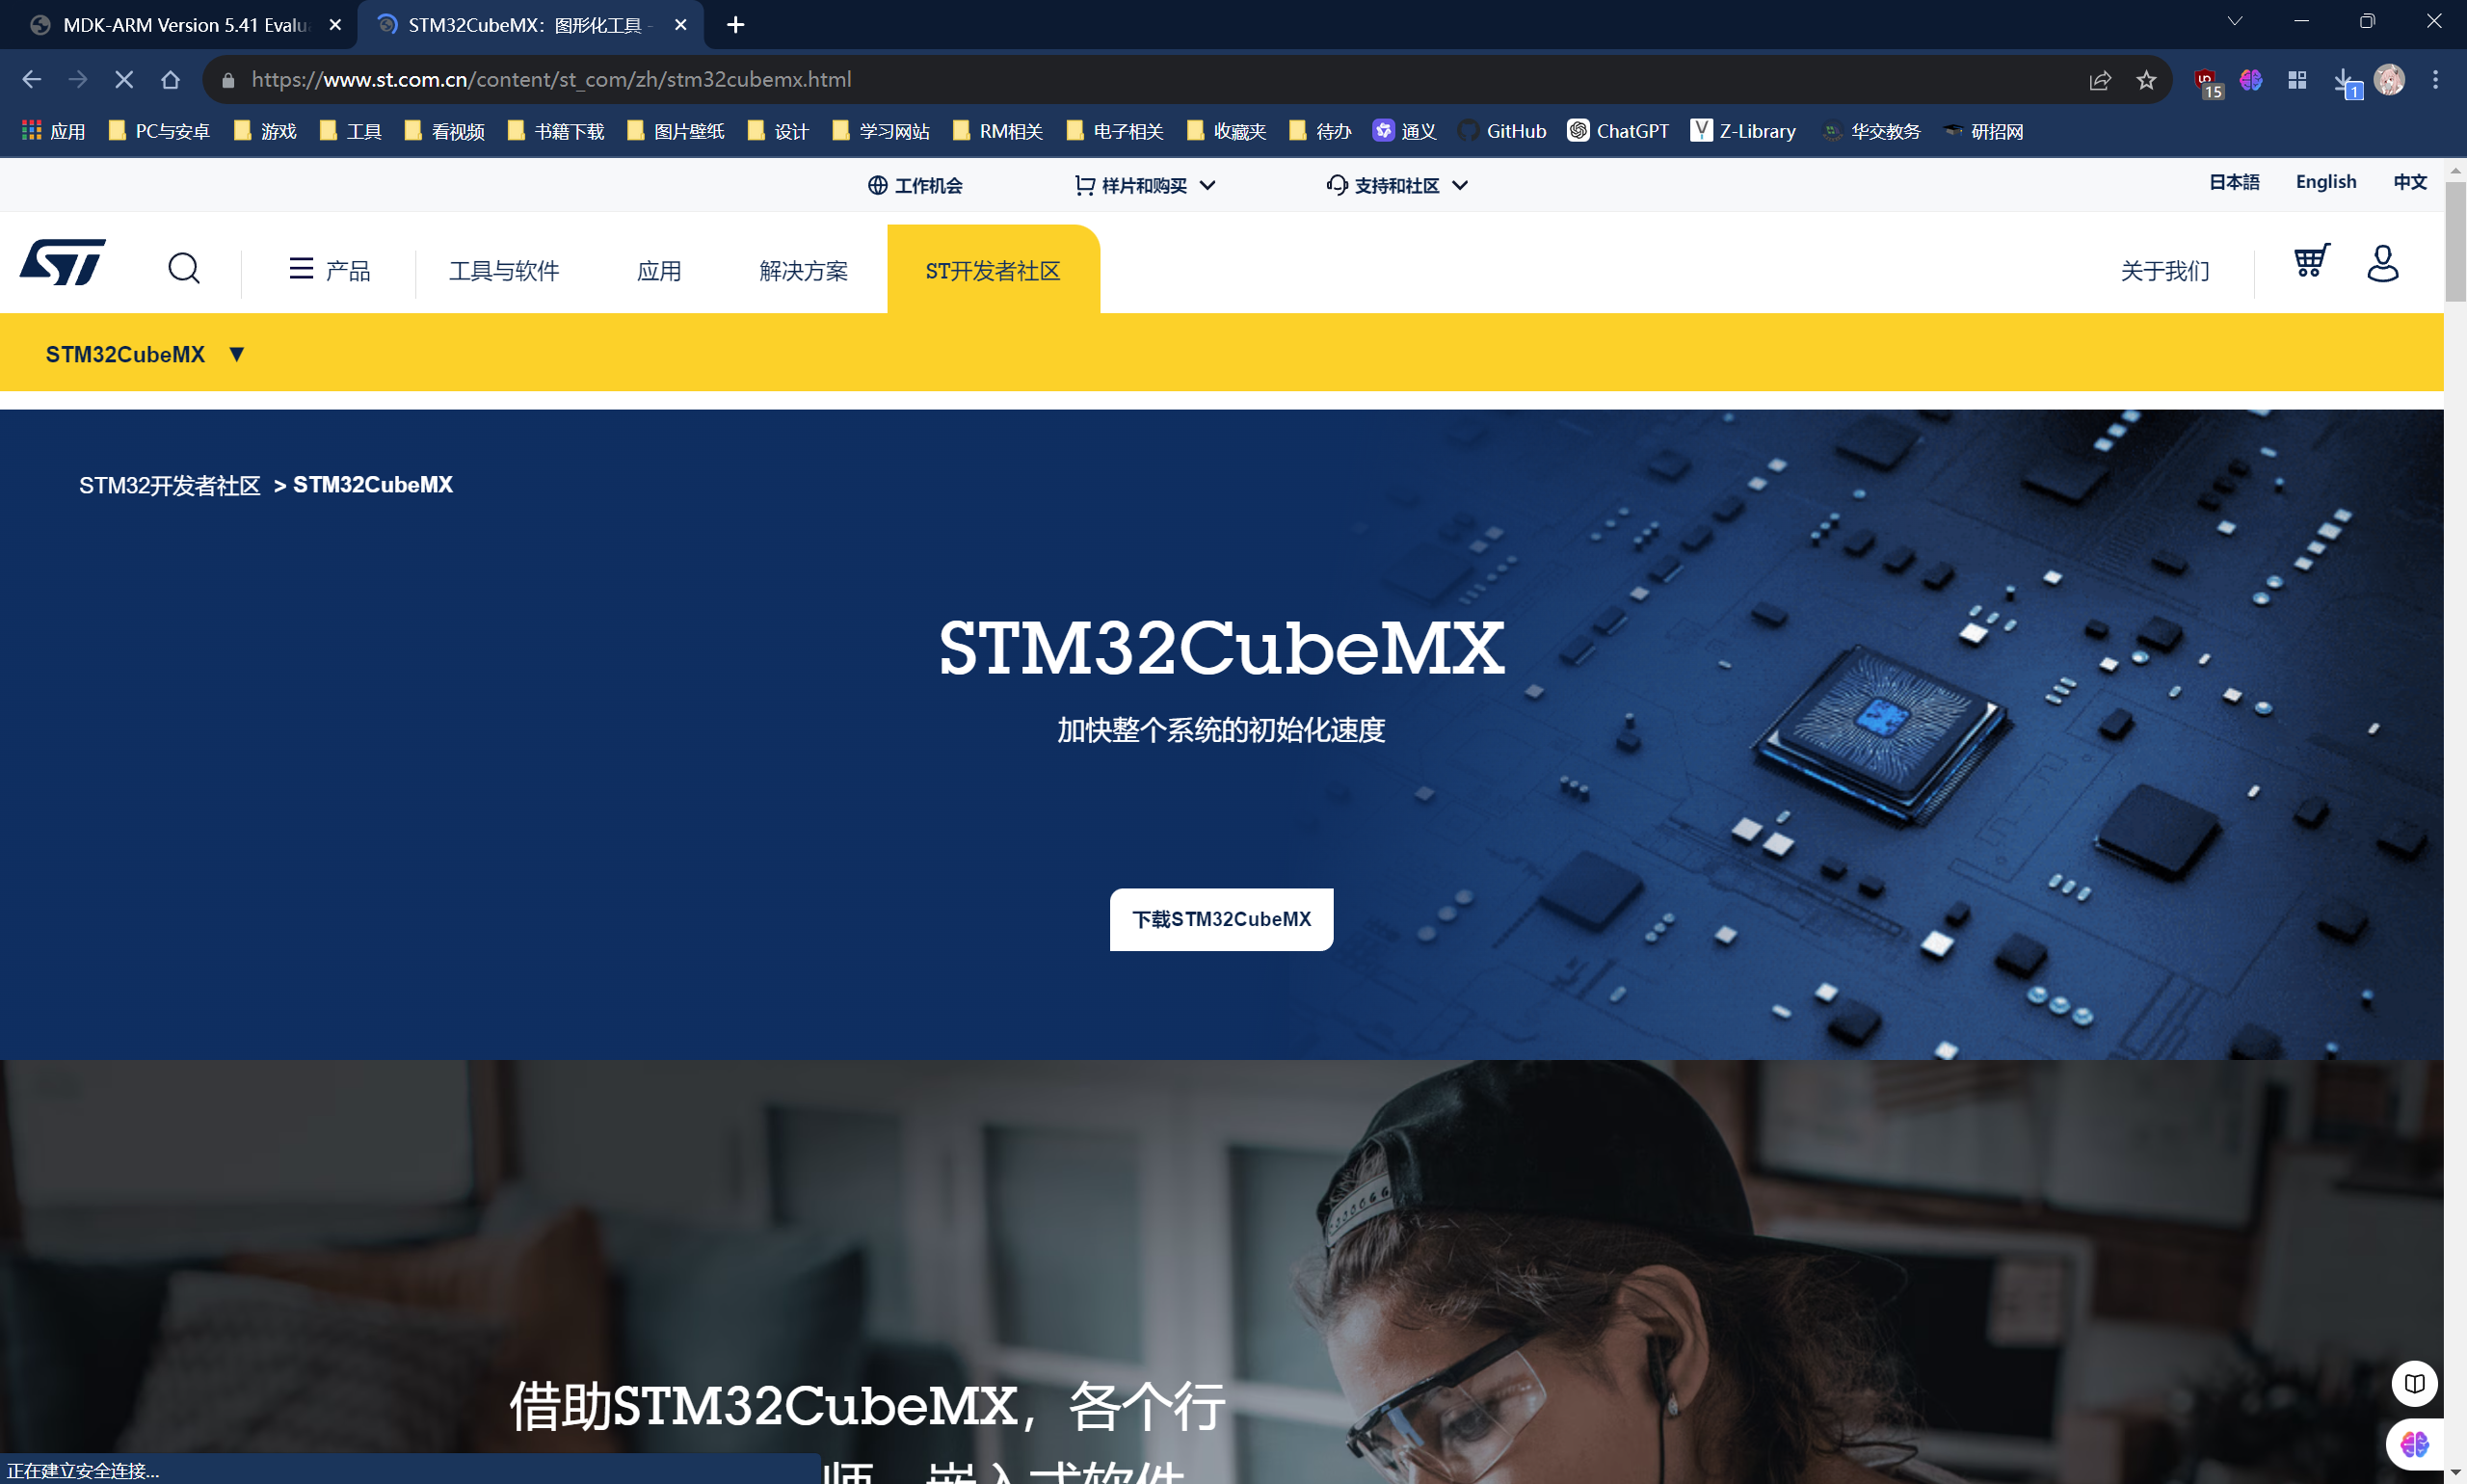 MDK-ARM Version 5.41 Evalu
STM32CubeMX：图形化工具 -
https://www.st.com.cn/content/st_com/zh/stm32cubemx.html
15
1
应用 PC与安卓 游戏 工具 看视频 书籍下载 图片壁纸 设计 学习网站 RM相关 电子相关 收藏夹 待办 通义 GitHub ChatGPT Z-Library 华交教务 研招网
工作机会 样片和购买 支持和社区 日本語 English 中文
ST 产品 工具与软件 应用 解决方案 ST开发者社区 关于我们
STM32CubeMX ▼
STM32开发者社区 > STM32CubeMX
STM32CubeMX
加快整个系统的初始化速度
下载STM32CubeMX
借助STM32CubeMX，各个行
正在建立安全连接...